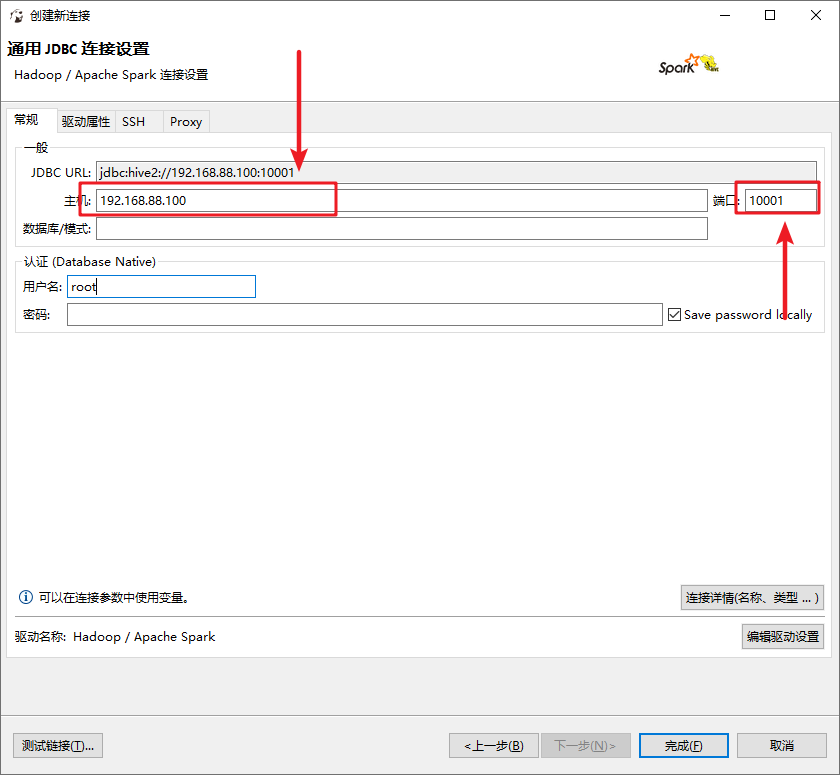 创建新连接
通用 JDBC 连接设置
Hadoop / Apache Spark 连接设置
Spark
常规 驱动属性 SSH Proxy
一般
JDBC URL: jdbc:hive2://192.168.88.100:10001
主机: 192.168.88.100 端口: 10001
数据库/模式:
认证 (Database Native)
用户名: root
密码: Save password locally
可以在连接参数中使用变量。 连接详情(名称、类型 ... )
驱动名称: Hadoop / Apache Spark 编辑驱动设置
测试链接(T)... <上一步(B) 下一步(N)> 完成(F) 取消